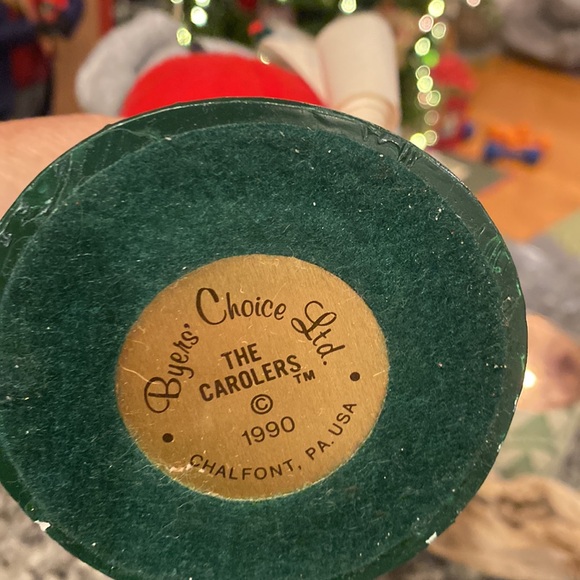 Byers' Choice Ltd.
THE
CAROLERS™
©
1990
CHALFONT, PA. USA